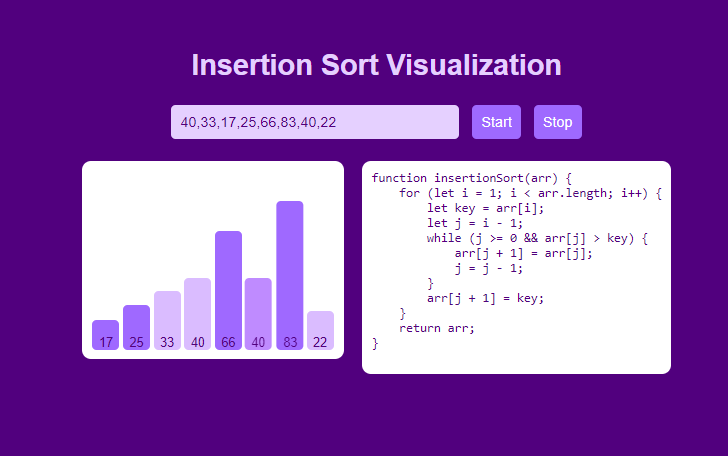 Insertion Sort Visualization
40,33,17,25,66,83,40,22
Start
Stop
17 25 33 40 66 40 83 22
function insertionSort(arr) {
    for (let i = 1; i < arr.length; i++) {
        let key = arr[i];
        let j = i - 1;
        while (j >= 0 && arr[j] > key) {
            arr[j + 1] = arr[j];
            j = j - 1;
        }
        arr[j + 1] = key;
    }
    return arr;
}